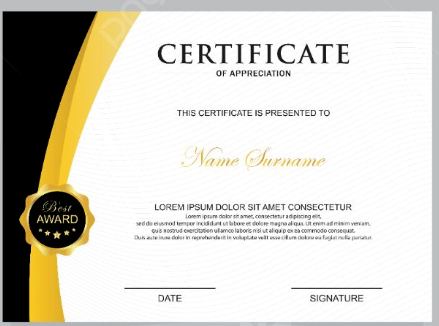 CERTIFICATE
OF APPRECIATION
THIS CERTIFICATE IS PRESENTED TO
Name Surname
Best
AWARD
LOREM IPSUM DOLOR SIT AMET CONSECTETUR
Lorem ipsum dolor sit amet, consectetur adipiscing elit,
sed do eiusmod tempor incididunt ut labore et dolore magna aliqua. Ut enim ad minim veniam,
quis nostrud exercitation ullamco laboris nisi ut aliquip ex ea commodo consequat.
Duis aute irure dolor in reprehenderit in voluptate velit esse cillum dolore eu fugiat nulla pariatur.
DATE
SIGNATURE